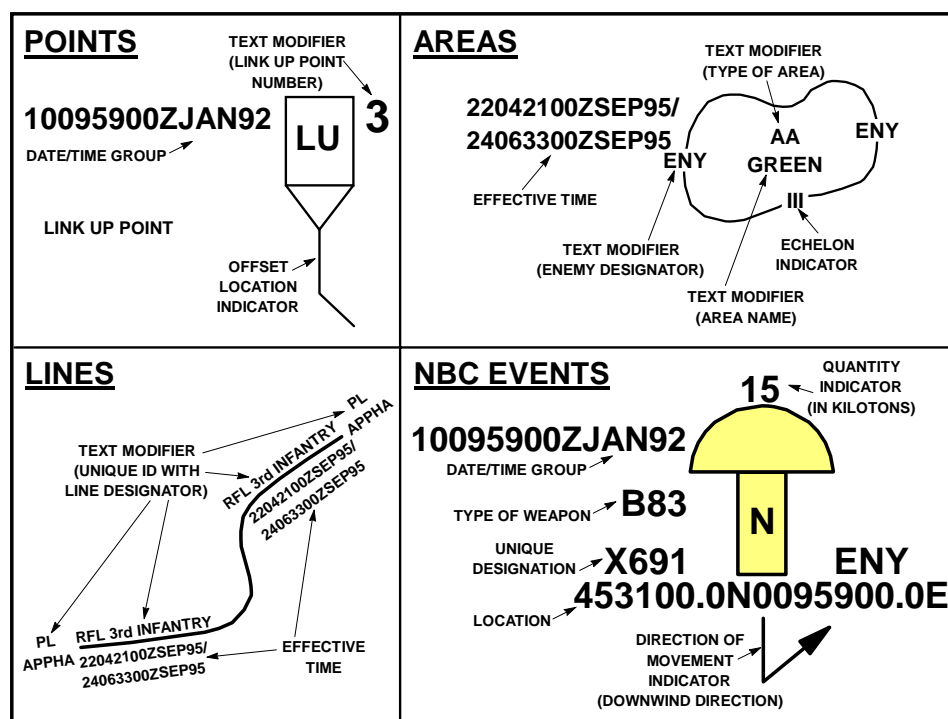 POINTS
TEXT MODIFIER
(LINK UP POINT
NUMBER)
10095900ZJAN92
LU
3
DATE/TIME GROUP
LINK UP POINT
OFFSET
LOCATION
INDICATOR
AREAS
TEXT MODIFIER
(TYPE OF AREA)
22042100ZSEP95/
24063300ZSEP95
ENY
AA
GREEN
ENY
III
EFFECTIVE TIME
TEXT MODIFIER
(ENEMY DESIGNATOR)
ECHELON
INDICATOR
TEXT MODIFIER
(AREA NAME)
LINES
PL
APPHA
TEXT MODIFIER
(UNIQUE ID WITH
LINE DESIGNATOR)
RFL 3rd INFANTRY
22042100ZSEP95/
24063300ZSEP95
PL
APPHA
RFL 3rd INFANTRY
22042100ZSEP95/
24063300ZSEP95
EFFECTIVE
TIME
NBC EVENTS
15
QUANTITY
INDICATOR
(IN KILOTONS)
10095900ZJAN92
DATE/TIME GROUP
TYPE OF WEAPON
B83
N
UNIQUE
DESIGNATION
X691
ENY
453100.0N0095900.0E
LOCATION
DIRECTION OF
MOVEMENT
INDICATOR
(DOWNWIND DIRECTION)